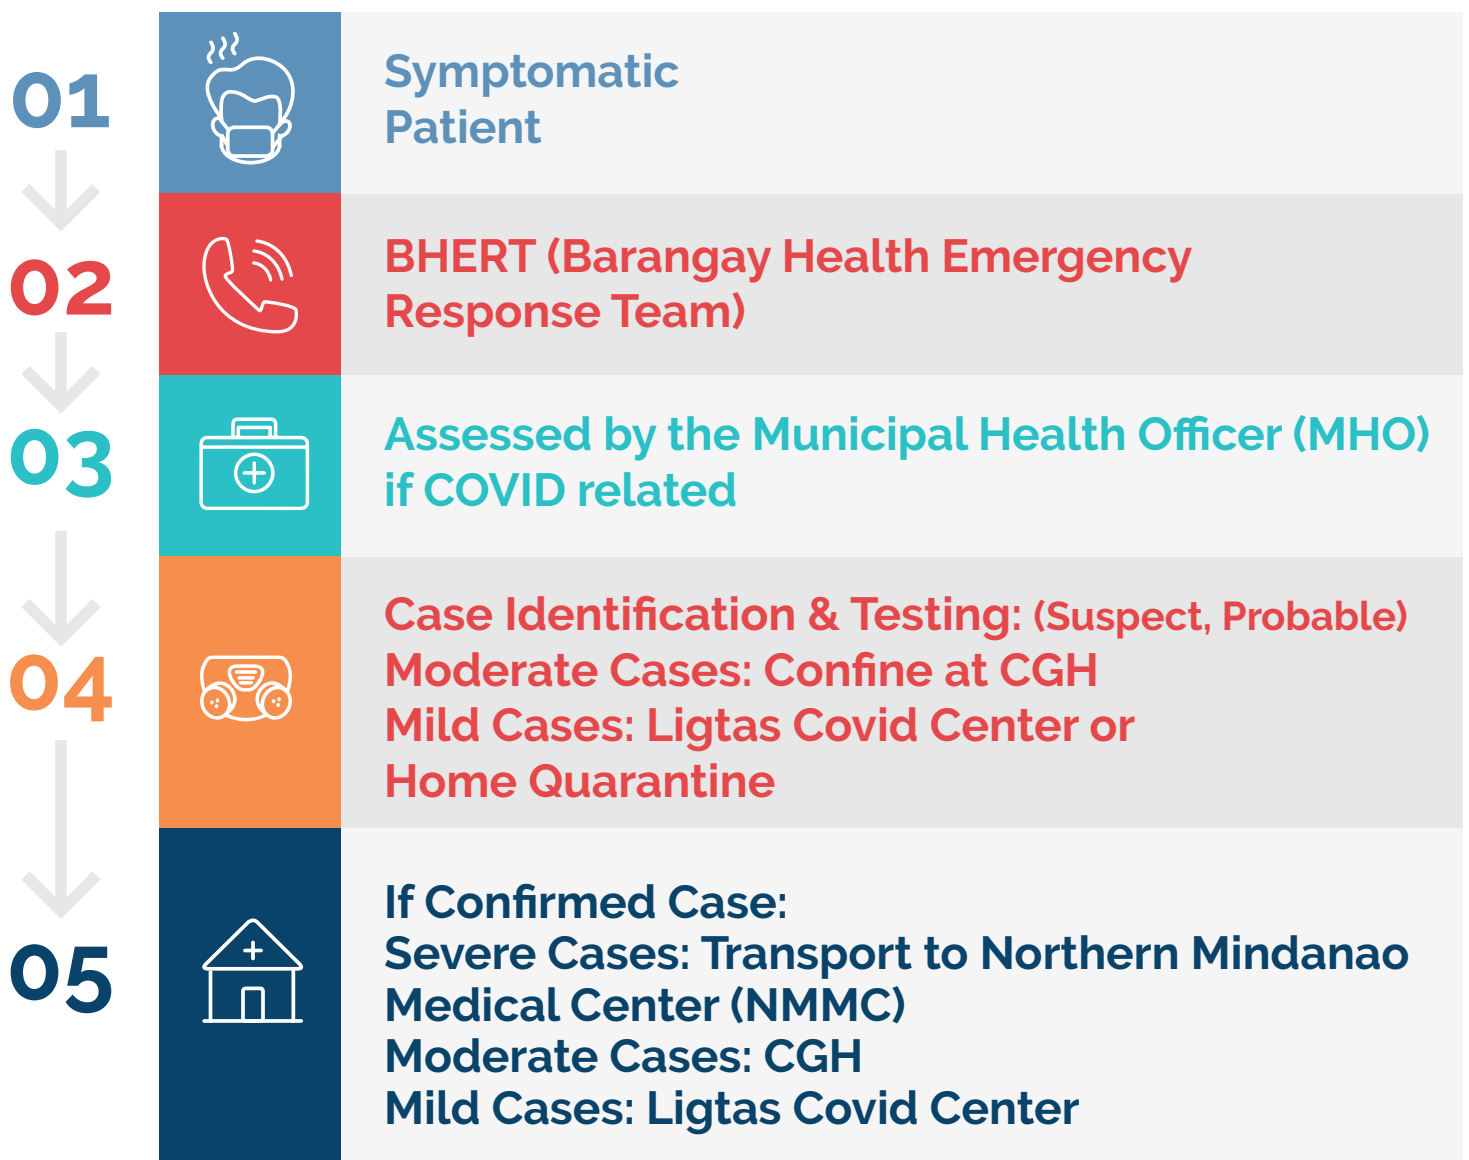 01
Symptomatic
Patient
02
BHERT (Barangay Health Emergency
Response Team)
03
Assessed by the Municipal Health Officer (MHO)
if COVID related
04
Case Identification & Testing: (Suspect, Probable)
Moderate Cases: Confine at CGH
Mild Cases: Ligtas Covid Center or
Home Quarantine
05
If Confirmed Case:
Severe Cases: Transport to Northern Mindanao
Medical Center (NMMC)
Moderate Cases: CGH
Mild Cases: Ligtas Covid Center